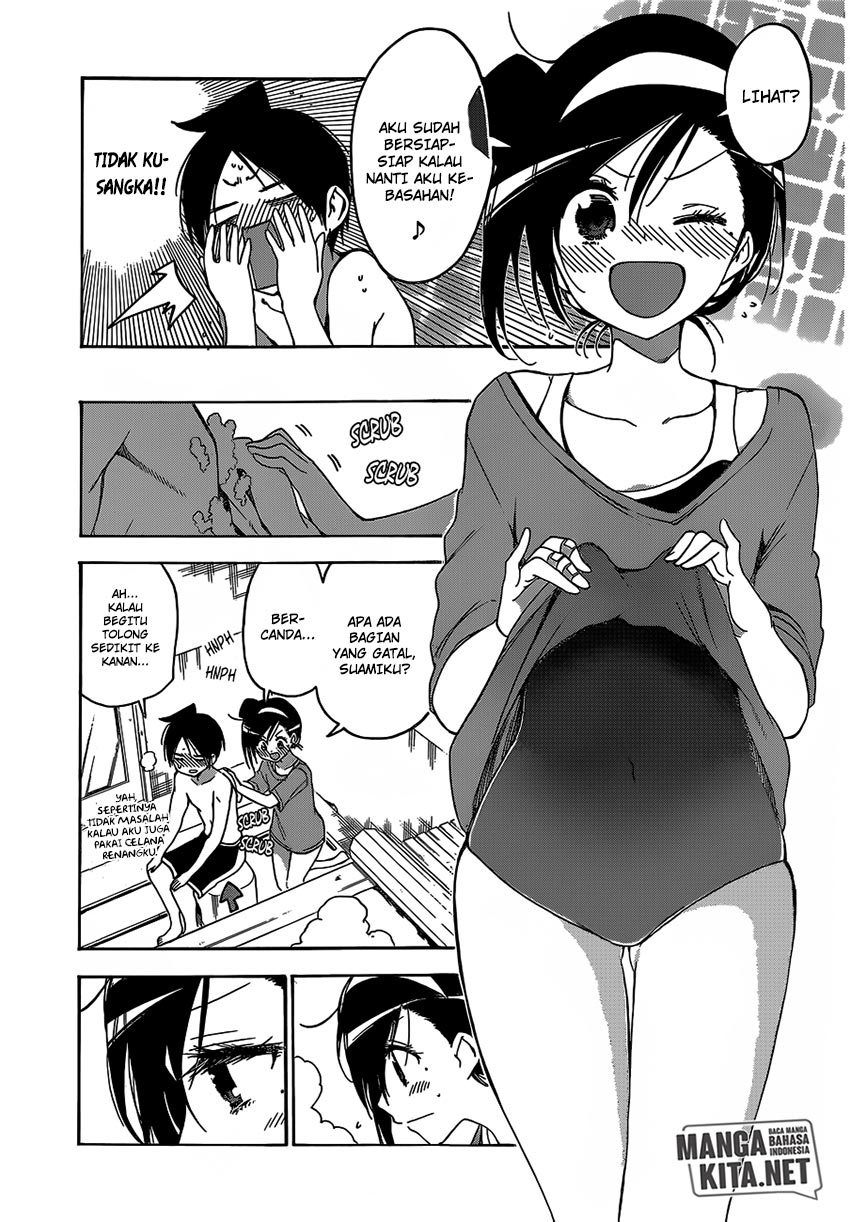 LIHAT?
AKU SUDAH
BERSIAP-
SIAP KALAU
NANTI AKU KE-
BASAHAN!
♪
TIDAK KU-
SANGKA!!
SCRUB
SCRUB
APA ADA
BAGIAN
YANG GATAL,
SUAMIKU?
BER-
CANDA...
HNPH
HNPH
AH...
KALAU
BEGITU
TOLONG
SEDIKIT KE
KANAN...
YAH,
SEPERTINYA
TIDAK MASALAH
KALAU AKU JUGA
PAKAI CELANA
RENANGKU.
SCRUB
SCRUB
MANGA
KITA.NET
BACA MANGA
BAHASA
INDONESIA